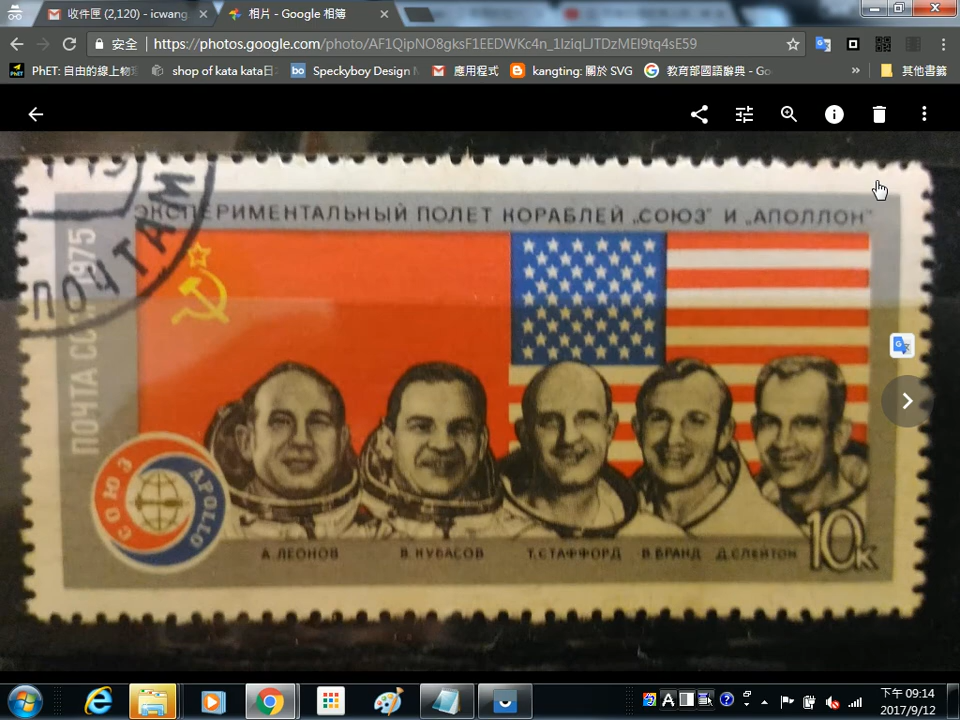 收件匣 (2,120) - icwang
相片 - Google 相簿
安全 | https://photos.google.com/photo/AF1QipNO8gksF1EEDWKc4n_1IziqLJTDzMEI9tq4sE59
PhET: 自由的線上物
shop of kata kata日
bo Speckyboy Design
應用程式
kangting: 關於 SVG
教育部國語辭典 - Go
»
其他書籤
ПОЧТАМ
ЭКСПЕРИМЕНТАЛЬНЫЙ ПОЛЕТ КОРАБЛЕЙ „СОЮЗ" И „АПОЛЛОН"
ПОЧТА СССР 1975
СОЮЗ
APOLLO
А.ЛЕОНОВ
В.КУБАСОВ
Т.СТАФФОРД
В.БРАНД
Д.СЛЕЙТОН
10к
下午 09:14
2017/9/12